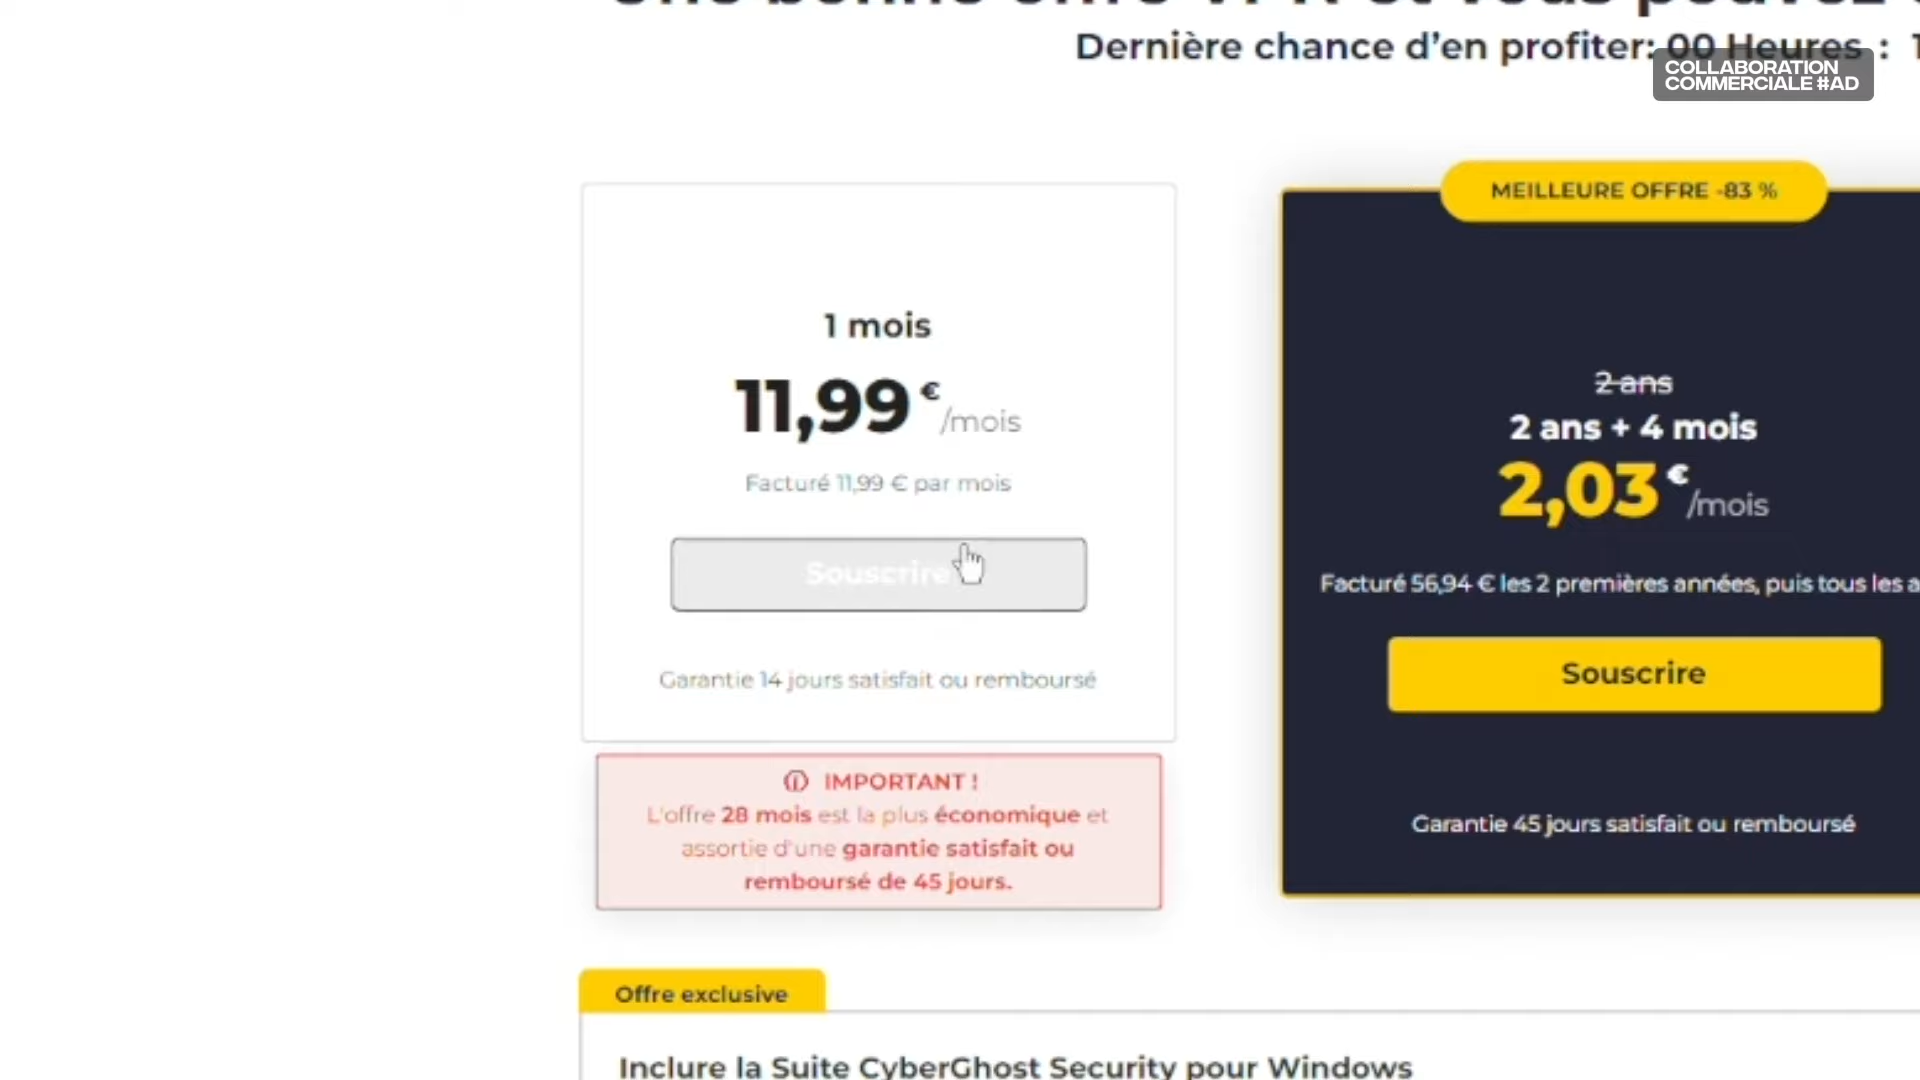 Dernière chance d'en profiter: 00 Heures :
COLLABORATION
COMMERCIALE #AD
MEILLEURE OFFRE -83 %
1 mois
11,99 €/mois
Facturé 11,99 € par mois
Souscrire
Garantie 14 jours satisfait ou remboursé
IMPORTANT !
L'offre 28 mois est la plus économique et
assortie d'une garantie satisfait ou
remboursé de 45 jours.
2 ans
2 ans + 4 mois
2,03 €/mois
Facturé 56,94 € les 2 premières années, puis tous les
Souscrire
Garantie 45 jours satisfait ou remboursé
Offre exclusive
Inclure la Suite CyberGhost Security pour Windows